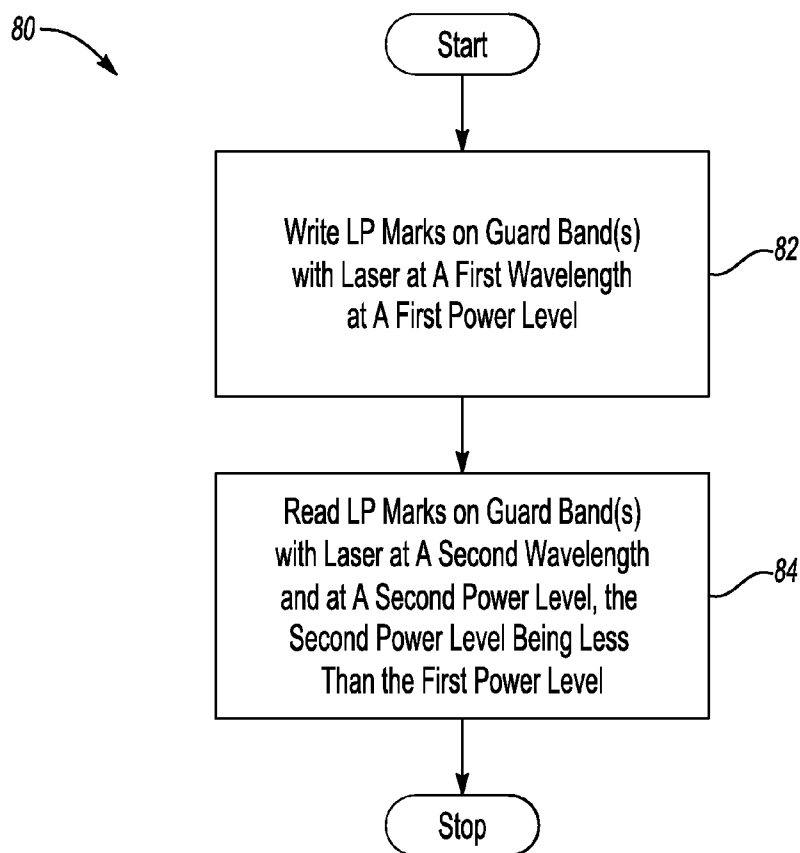 80
Start
Write LP Marks on Guard Band(s)
with Laser at A First Wavelength
at A First Power Level
82
Read LP Marks on Guard Band(s)
with Laser at A Second Wavelength
and at A Second Power Level, the
Second Power Level Being Less
Than the First Power Level
84
Stop